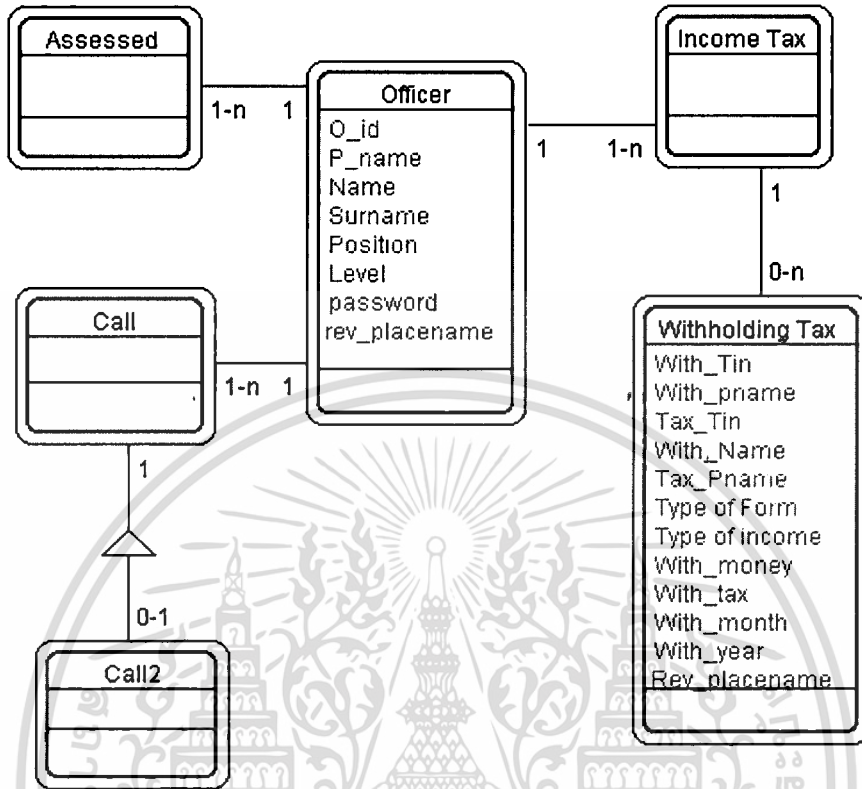 Assessed
1-n
1
Officer
O_id
P_name
Name
Surname
Position
Level
password
rev_placename
Income Tax
1
1-n
1
0-n
Withholding Tax
With_Tin
With_pname
Tax_Tin
With_Name
Tax_Pname
Type of Form
Type of income
With_money
With_tax
With_month
With_year
Rev_placename
Call
1-n
1
1
0-1
Call2